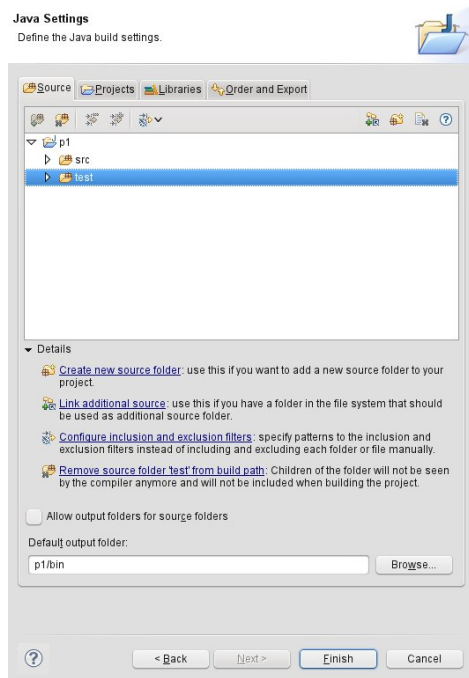 Java Settings
Define the Java build settings.
Source Projects Libraries Order and Export
p1
src
test
Details
Create new source folder: use this if you want to add a new source folder to your
project.
Link additional source: use this if you have a folder in the file system that should
be used as additional source folder.
Configure inclusion and exclusion filters: specify patterns to the inclusion and
exclusion filters instead of including and excluding each folder or file manually.
Remove source folder 'test' from build path: Children of the folder will not be seen
by the compiler anymore and will not be included when building the project.
Allow output folders for source folders
Default output folder:
p1/bin Browse...
< Back Next > Finish Cancel